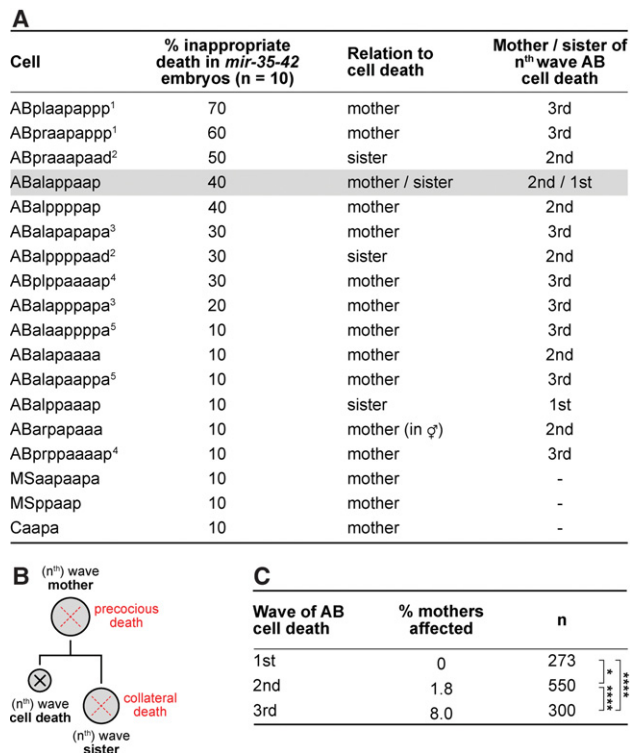 A
Cell % inappropriate death in mir-35-42 embryos (n = 10) Relation to cell death Mother / sister of nth wave AB cell death
ABplaapappp1 70 mother 3rd
ABpraapappp1 60 mother 3rd
ABpraaapaad2 50 sister 2nd
ABalappaap 40 mother / sister 2nd / 1st
ABalppppap 40 mother 2nd
ABalapapapa3 30 mother 3rd
ABalppppaad2 30 sister 2nd
ABplppaaaap4 30 mother 3rd
ABalapppapa3 20 mother 3rd
ABalaappppa5 10 mother 3rd
ABalapaaaa 10 mother 2nd
ABalapaappa5 10 mother 3rd
ABalppaaap 10 sister 1st
ABarpapaaa 10 mother (in ⚥) 2nd
ABprppaaaap4 10 mother 3rd
MSaapaapa 10 mother -
MSppaap 10 mother -
Caapa 10 mother -
B
(nth) wave
mother
precocious
death
(nth) wave
cell death
collateral
death
(nth) wave
sister
C
Wave of AB cell death % mothers affected n
1st 0 273
2nd 1.8 550
3rd 8.0 300
*
****
****